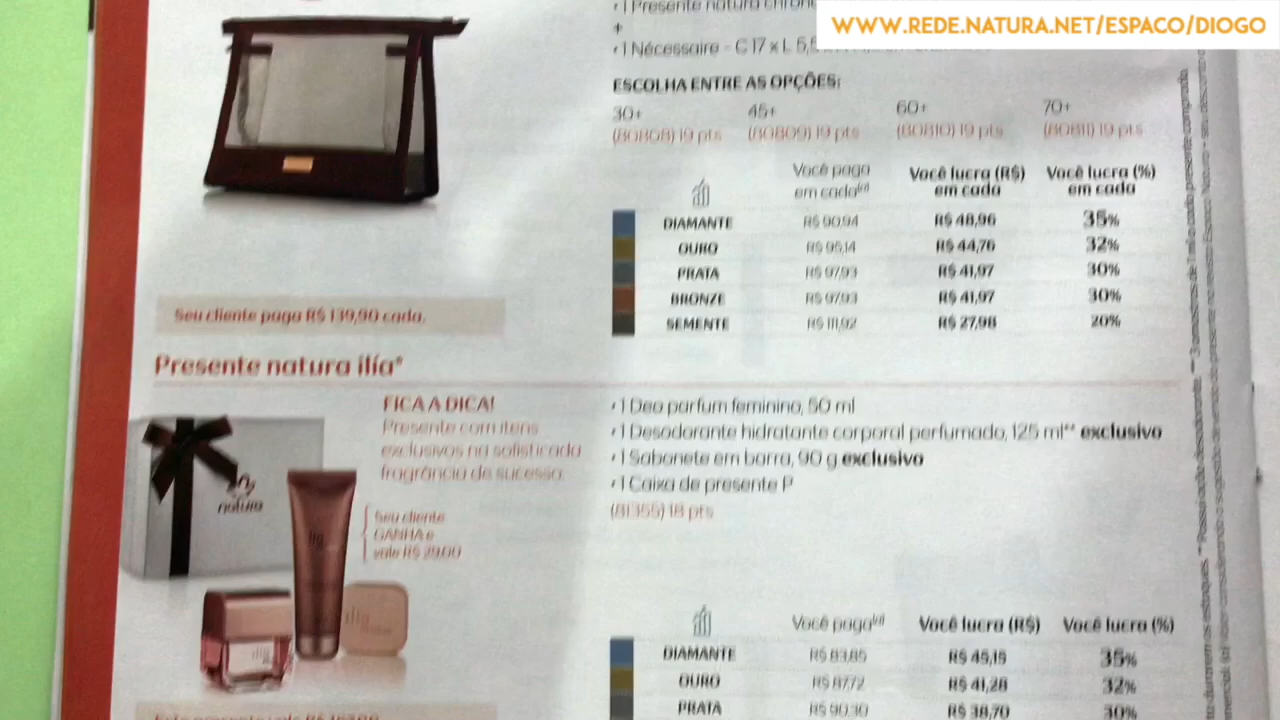 • 1 Presente natura chron
WWW.REDE.NATURA.NET/ESPACO/DIOGO
+
• 1 Nécessaire - C 17 x L 5,5
ESCOLHA ENTRE AS OPÇÕES:
30+ 45+ 60+ 70+
(80808) 19 pts (80809) 19 pts (80810) 19 pts (80811) 19 pts
Você paga em cada(a) Você lucra (R$) em cada Você lucra (%) em cada
DIAMANTE R$ 90,94 R$ 48,96 35%
OURO R$ 95,14 R$ 44,76 32%
PRATA R$ 97,93 R$ 41,97 30%
BRONZE R$ 97,93 R$ 41,97 30%
SEMENTE R$ 111,92 R$ 27,98 20%
Seu cliente paga R$ 139,90 cada.
Presente natura ilía*
FICA A DICA!
Presente com itens
exclusivos na sofisticada
fragrância de sucesso.
natura
Seu cliente
GANHA e
vale R$ 29,00
ilía
• 1 Deo parfum feminino, 50 ml
• 1 Desodorante hidratante corporal perfumado, 125 ml** exclusivo
• 1 Sabonete em barra, 90 g exclusivo
• 1 Caixa de presente P
(81355) 18 pts
Você paga(a) Você lucra (R$) Você lucra (%)
DIAMANTE R$ 83,85 R$ 45,15 35%
OURO R$ 87,72 R$ 41,28 32%
PRATA R$ 90,30 R$ 38,70 30%